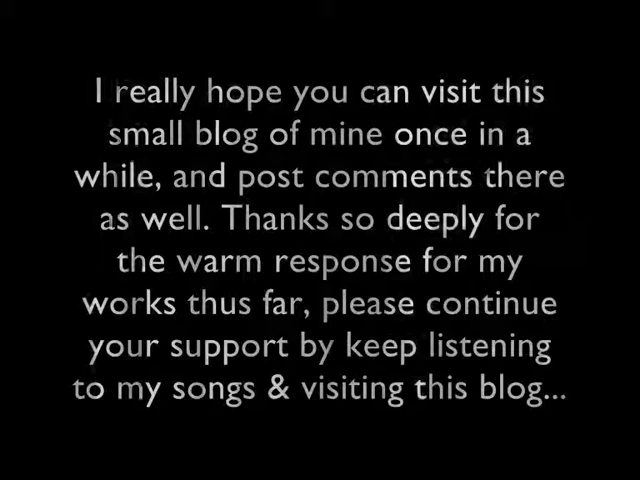 I really hope you can visit this
small blog of mine once in a
while, and post comments there
as well. Thanks so deeply for
the warm response for my
works thus far, please continue
your support by keep listening
to my songs & visiting this blog...